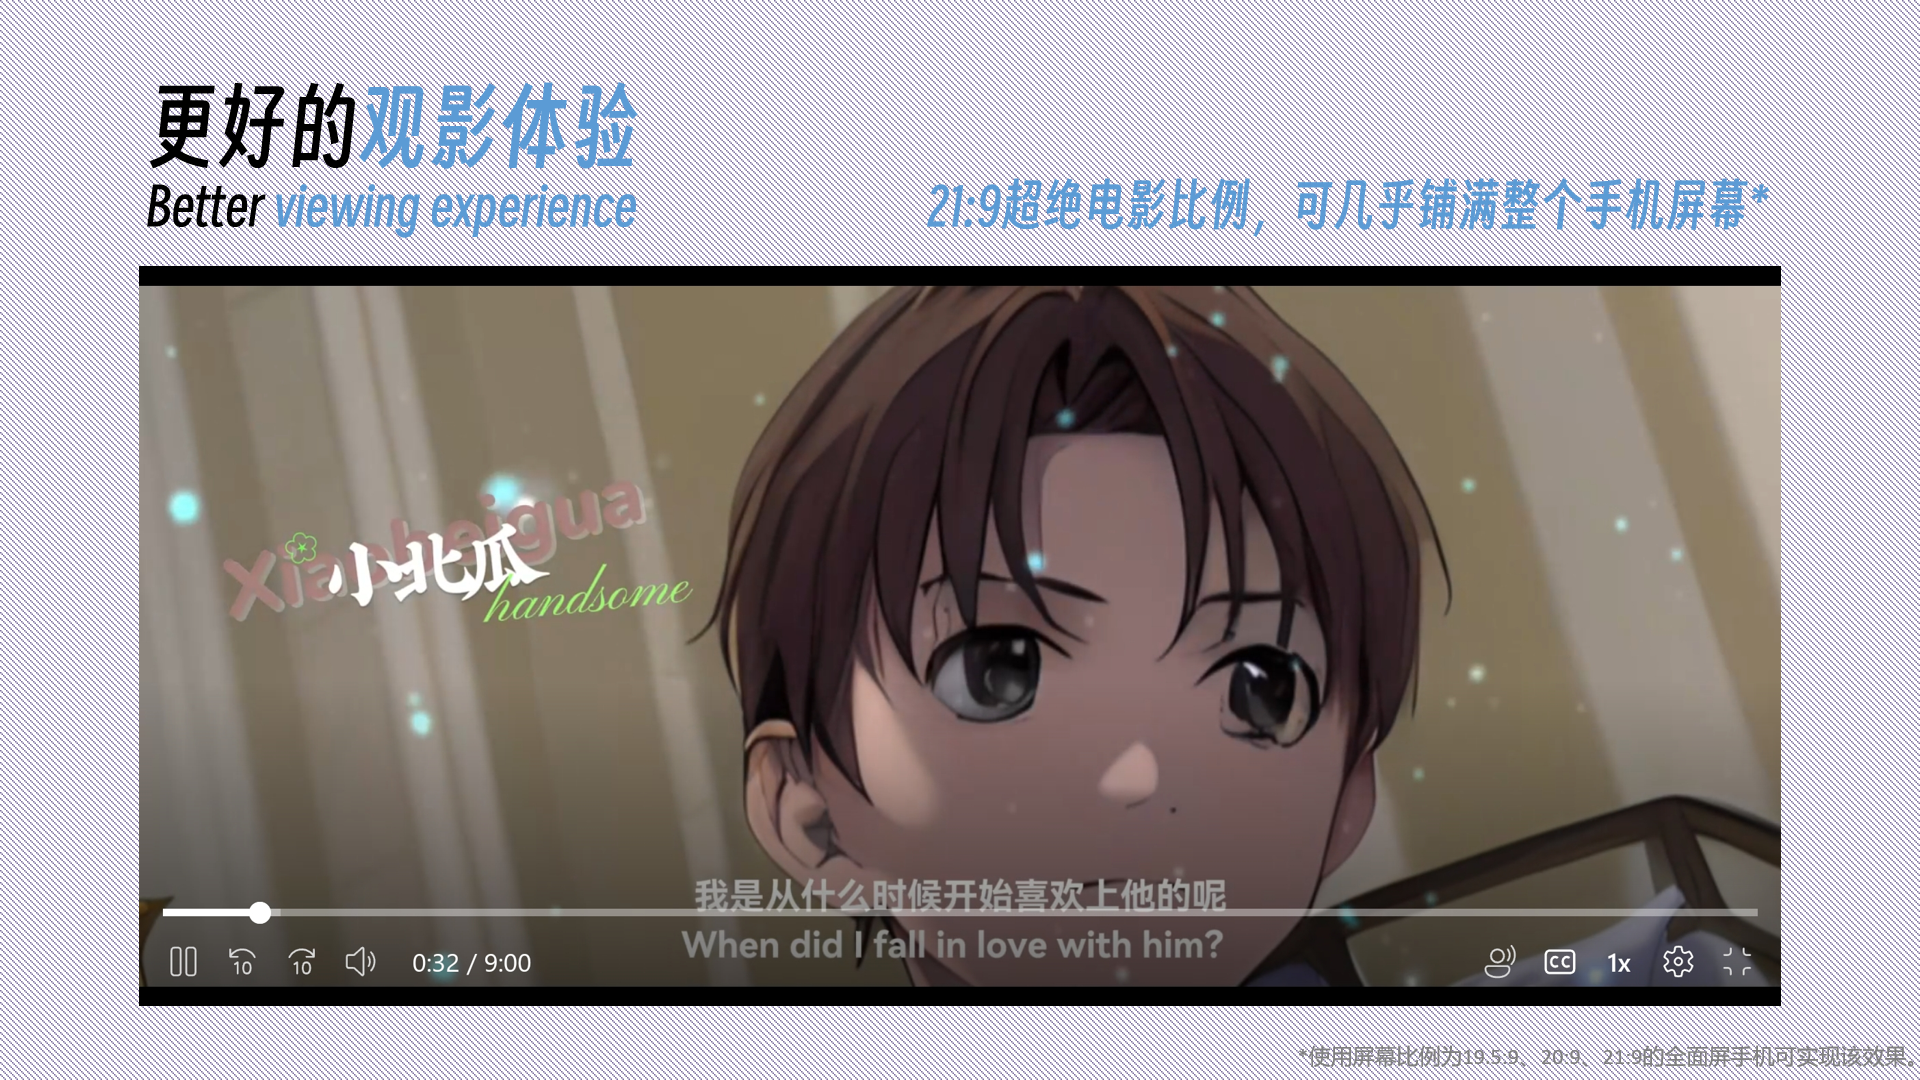 更好的观影体验
Better viewing experience
21:9超绝电影比例，可几乎铺满整个手机屏幕*
Xiaobeigua
小北瓜
handsome
我是从什么时候开始喜欢上他的呢
When did I fall in love with him?
10
10
0:32 / 9:00
CC
1x
*使用屏幕比例为19.5:9、20:9、21:9的全面屏手机可实现该效果。